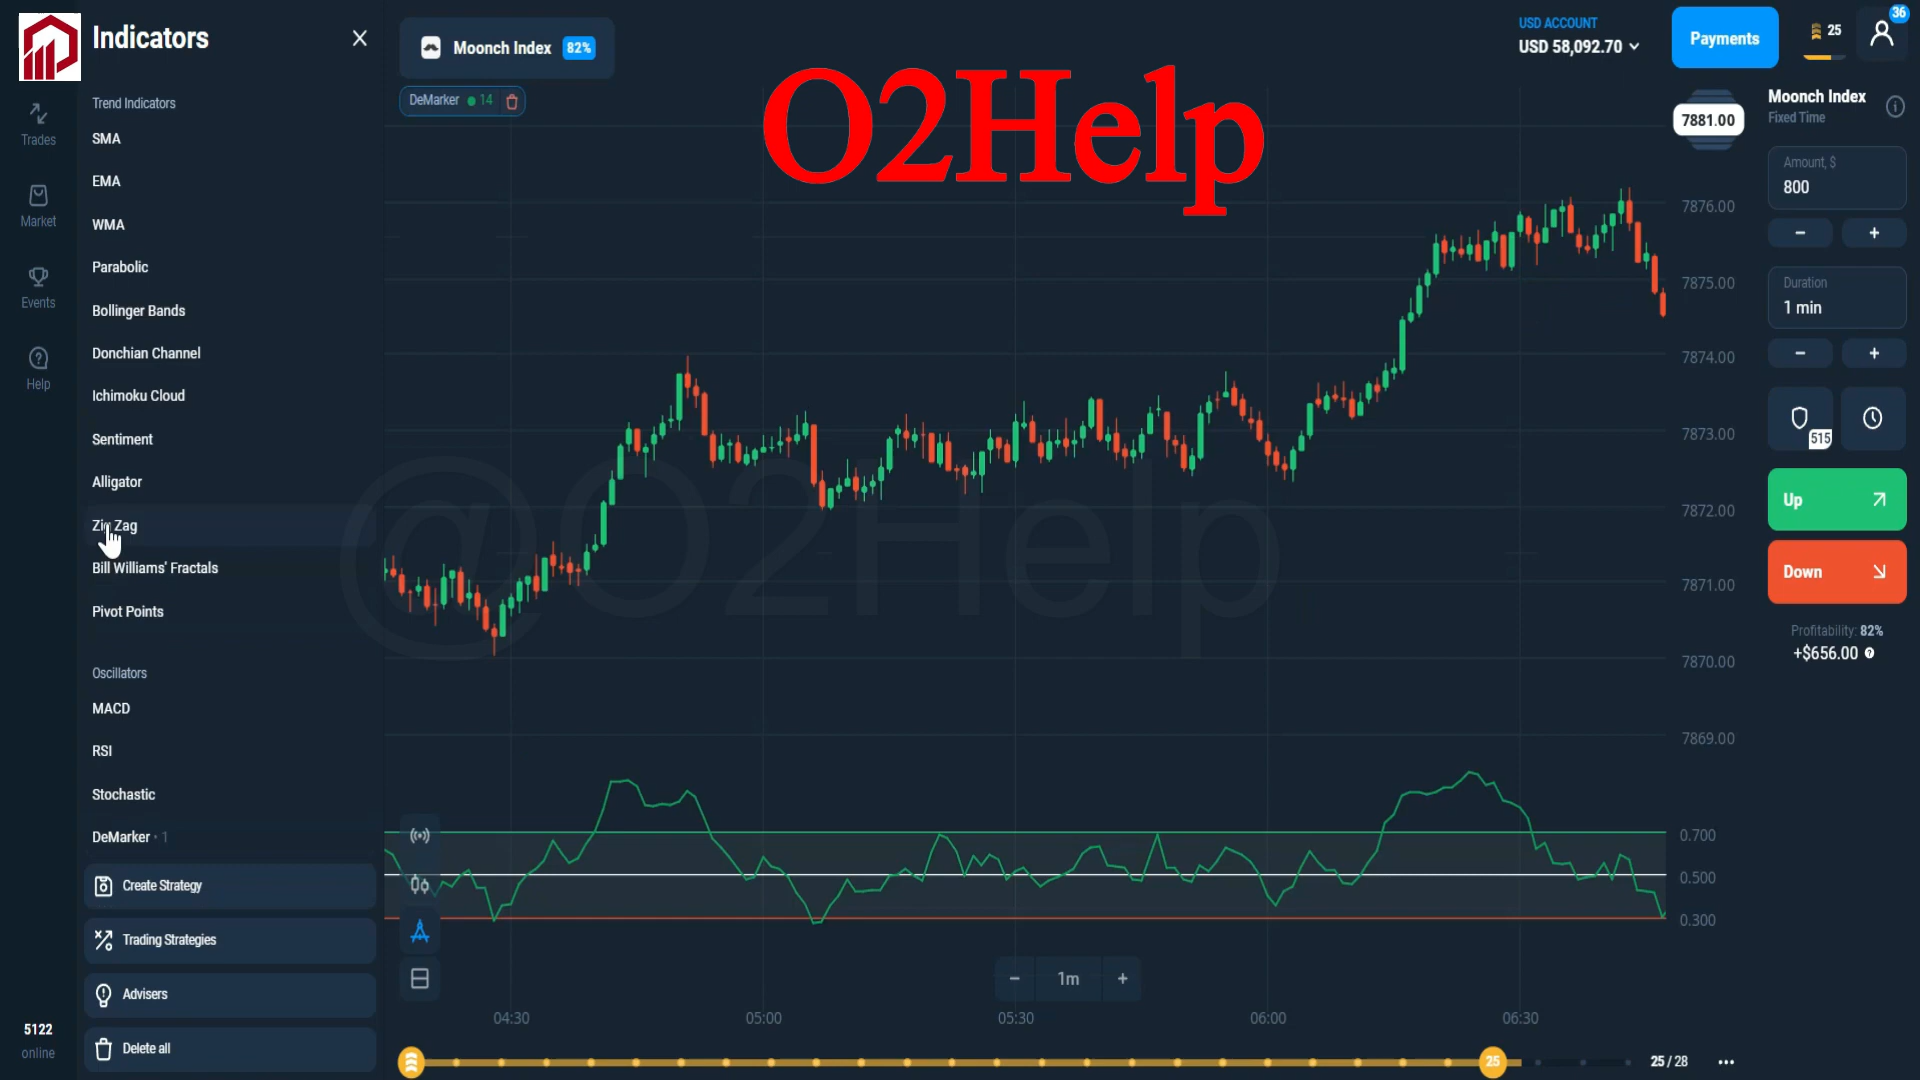 Indicators
Moonch Index 82%
USD ACCOUNT
USD 58,092.70
Payments
25
36
DeMarker 14
O2Help
Trades
Market
Events
Help
Trend Indicators
SMA
EMA
WMA
Parabolic
Bollinger Bands
Donchian Channel
Ichimoku Cloud
Sentiment
Alligator
Zig Zag
Bill Williams' Fractals
Pivot Points
Oscillators
MACD
RSI
Stochastic
DeMarker · 1
Create Strategy
Trading Strategies
Advisers
Delete all
5122
online
@O2Help
7881.00
7876.00
7875.00
7874.00
7873.00
7872.00
7871.00
7870.00
7869.00
0.700
0.500
0.300
− 1m +
04:30 05:00 05:30 06:00 06:30
25
25 / 28
Moonch Index
Fixed Time
Amount, $
800
− +
Duration
1 min
− +
515
Up
Down
Profitability: 82%
+$656.00